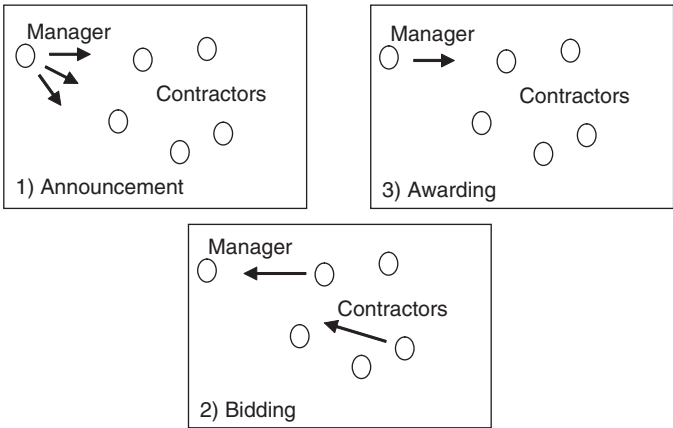 Manager
Contractors
1) Announcement
Manager
Contractors
3) Awarding
Manager
Contractors
2) Bidding